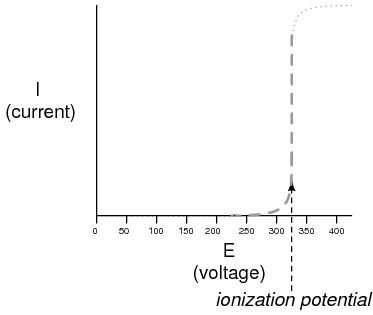 I
(current)
0 50 100 150 200 250 300 350 400
E
(voltage)
ionization potential